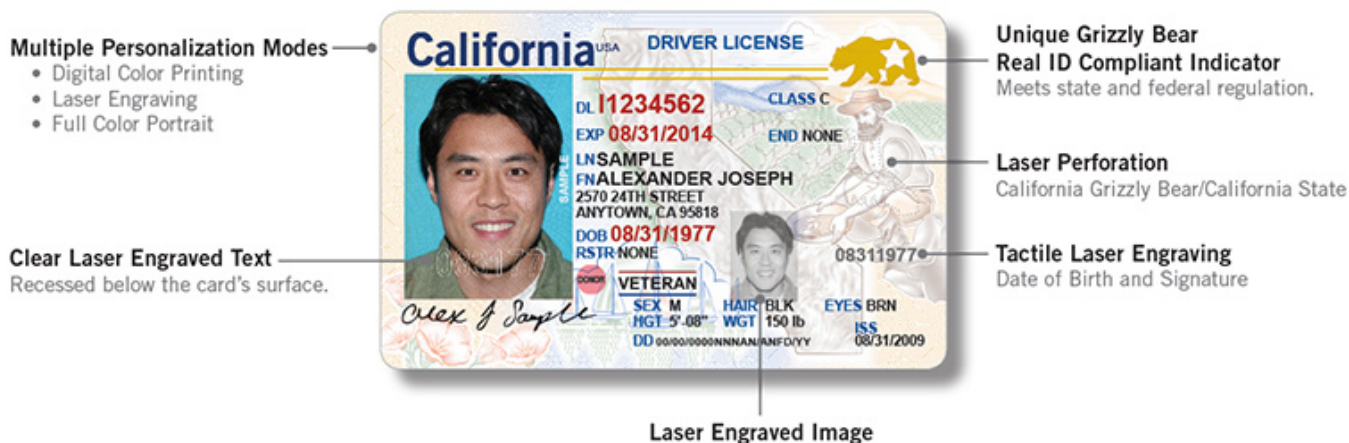 Multiple Personalization Modes
• Digital Color Printing
• Laser Engraving
• Full Color Portrait
Clear Laser Engraved Text
Recessed below the card's surface.
California USA DRIVER LICENSE
DL I1234562 CLASS C
EXP 08/31/2014 END NONE
LN SAMPLE
FN ALEXANDER JOSEPH
2570 24TH STREET
ANYTOWN, CA 95818
DOB 08/31/1977
RSTR NONE
08311977
DONOR
VETERAN
SEX M HAIR BLK EYES BRN
HGT 5'-08" WGT 150 lb
ISS
DD 00/00/0000NNNAN/ANFD/YY 08/31/2009
SAMPLE
Alex J Sample
Unique Grizzly Bear
Real ID Compliant Indicator
Meets state and federal regulation.
Laser Perforation
California Grizzly Bear/California State
Tactile Laser Engraving
Date of Birth and Signature
Laser Engraved Image